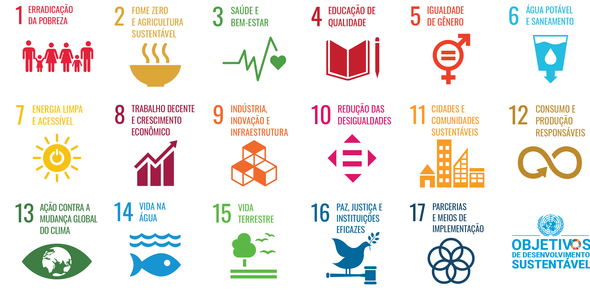 1 ERRADICAÇÃO
DA POBREZA
2 FOME ZERO
E AGRICULTURA
SUSTENTÁVEL
3 SAÚDE E
BEM-ESTAR
4 EDUCAÇÃO DE
QUALIDADE
5 IGUALDADE
DE GÊNERO
6 ÁGUA POTÁVEL
E SANEAMENTO
7 ENERGIA LIMPA
E ACESSÍVEL
8 TRABALHO DECENTE
E CRESCIMENTO
ECONÔMICO
9 INDÚSTRIA,
INOVAÇÃO E
INFRAESTRUTURA
10 REDUÇÃO DAS
DESIGUALDADES
11 CIDADES E
COMUNIDADES
SUSTENTÁVEIS
12 CONSUMO E
PRODUÇÃO
RESPONSÁVEIS
13 AÇÃO CONTRA A
MUDANÇA GLOBAL
DO CLIMA
14 VIDA NA
ÁGUA
15 VIDA
TERRESTRE
16 PAZ, JUSTIÇA E
INSTITUIÇÕES
EFICAZES
17 PARCERIAS
E MEIOS DE
IMPLEMENTAÇÃO
OBJETIVOS
DE DESENVOLVIMENTO
SUSTENTÁVEL